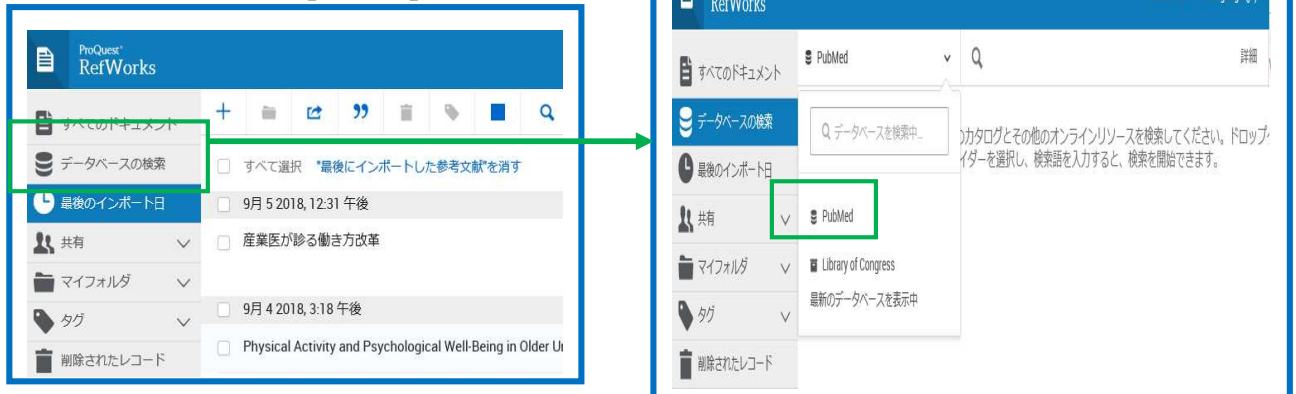 ProQuest®
RefWorks
すべてのドキュメント
データベースの検索
最後のインポート日
共有
マイフォルダ
タグ
削除されたレコード
すべて選択 "最後にインポートした参考文献"を消す
9月 5 2018, 12:31 午後
産業医が診る働き方改革
9月 4 2018, 3:18 午後
Physical Activity and Psychological Well-Being in Older
RefWorks
すべてのドキュメント
データベースの検索
最後のインポート日
共有
マイフォルダ
タグ
削除されたレコード
PubMed
詳細
データベースを検索中...
のカタログとその他のオンラインリソースを検索してください。ドロップ
イダーを選択し、検索語を入力すると、検索を開始できます。
PubMed
Library of Congress
最新のデータベースを表示中